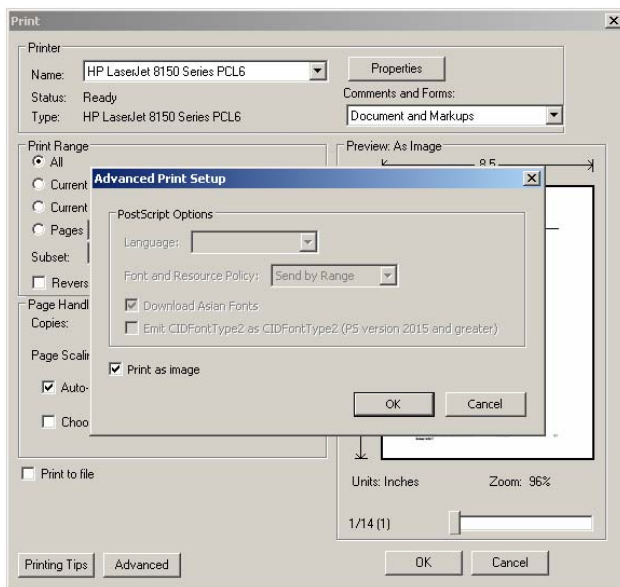 Print
Printer
Name: HP LaserJet 8150 Series PCL6
Properties
Status: Ready
Comments and Forms:
Type: HP LaserJet 8150 Series PCL6
Document and Markups
Print Range
Preview: As Image
All
8.5
Current
Current
Pages
Subset:
Revers
Page Handl
Copies:
Page Scalin
Auto-
Choo
Advanced Print Setup
PostScript Options
Language:
Font and Resource Policy: Send by Range
Download Asian Fonts
Emit CIDFontType2 as CIDFontType2 (PS version 2015 and greater)
Print as image
OK Cancel
Print to file
Units: Inches Zoom: 96%
1/14 (1)
Printing Tips Advanced OK Cancel